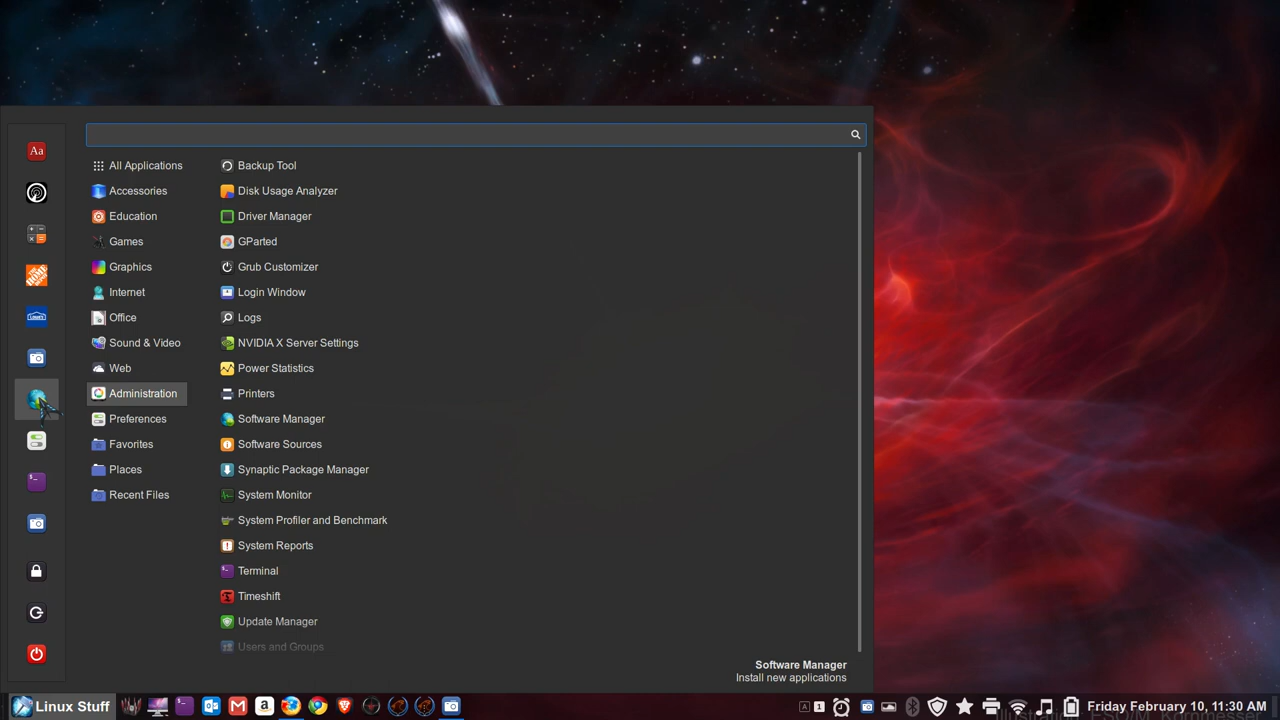 Aa
All Applications
Accessories
Education
Games
Graphics
Internet
Office
Sound & Video
Web
Administration
Preferences
Favorites
Places
Recent Files
Backup Tool
Disk Usage Analyzer
Driver Manager
GParted
Grub Customizer
Login Window
Logs
NVIDIA X Server Settings
Power Statistics
Printers
Software Manager
Software Sources
Synaptic Package Manager
System Monitor
System Profiler and Benchmark
System Reports
Terminal
Timeshift
Update Manager
Users and Groups
LOWE'S
Software Manager
Install new applications
Linux Stuff
A
1
Friday February 10, 11:30 AM